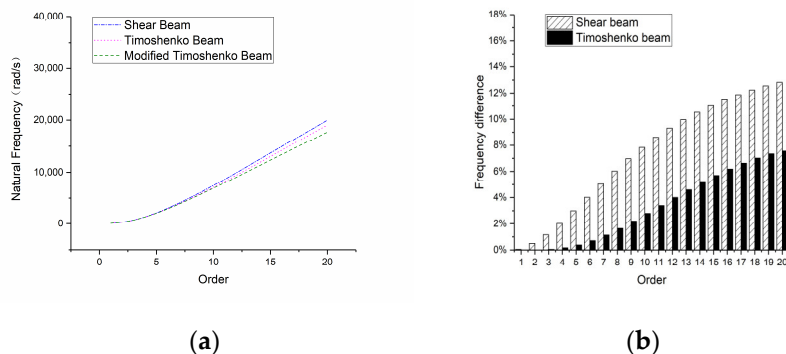 40,000
30,000
20,000
10,000
0
Natural Frequency（rad/s）
0 5 10 15 20
Order
Shear Beam
Timoshenko Beam
Modified Timoshenko Beam
(a)
18%
16%
14%
12%
10%
8%
6%
4%
2%
0%
Frequency difference
1 2 3 4 5 6 7 8 9 10 11 12 13 14 15 16 17 18 19 20
Order
Shear beam
Timoshenko beam
(b)